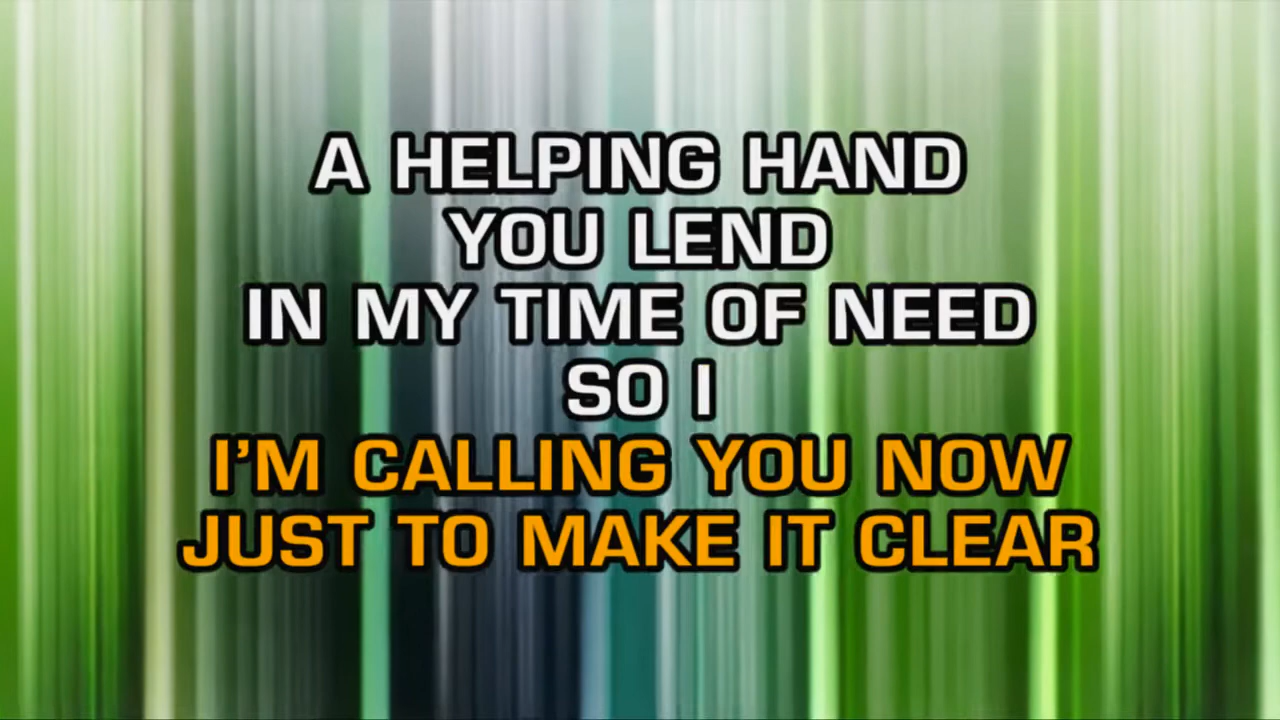 A HELPING HAND
YOU LEND
IN MY TIME OF NEED
SO I
I'M CALLING YOU NOW
JUST TO MAKE IT CLEAR